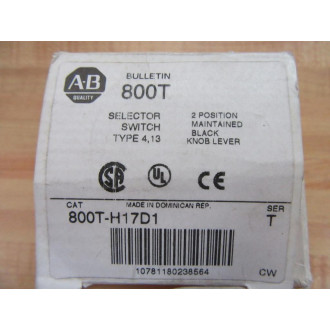 A-B
QUALITY
BULLETIN
800T
SELECTOR
SWITCH
TYPE 4,13
2 POSITION
MAINTAINED
BLACK
KNOB LEVER
SA
UL
CE
CAT
MADE IN DOMINICAN REP.
SER
800T-H17D1
T
10781180238564
CW